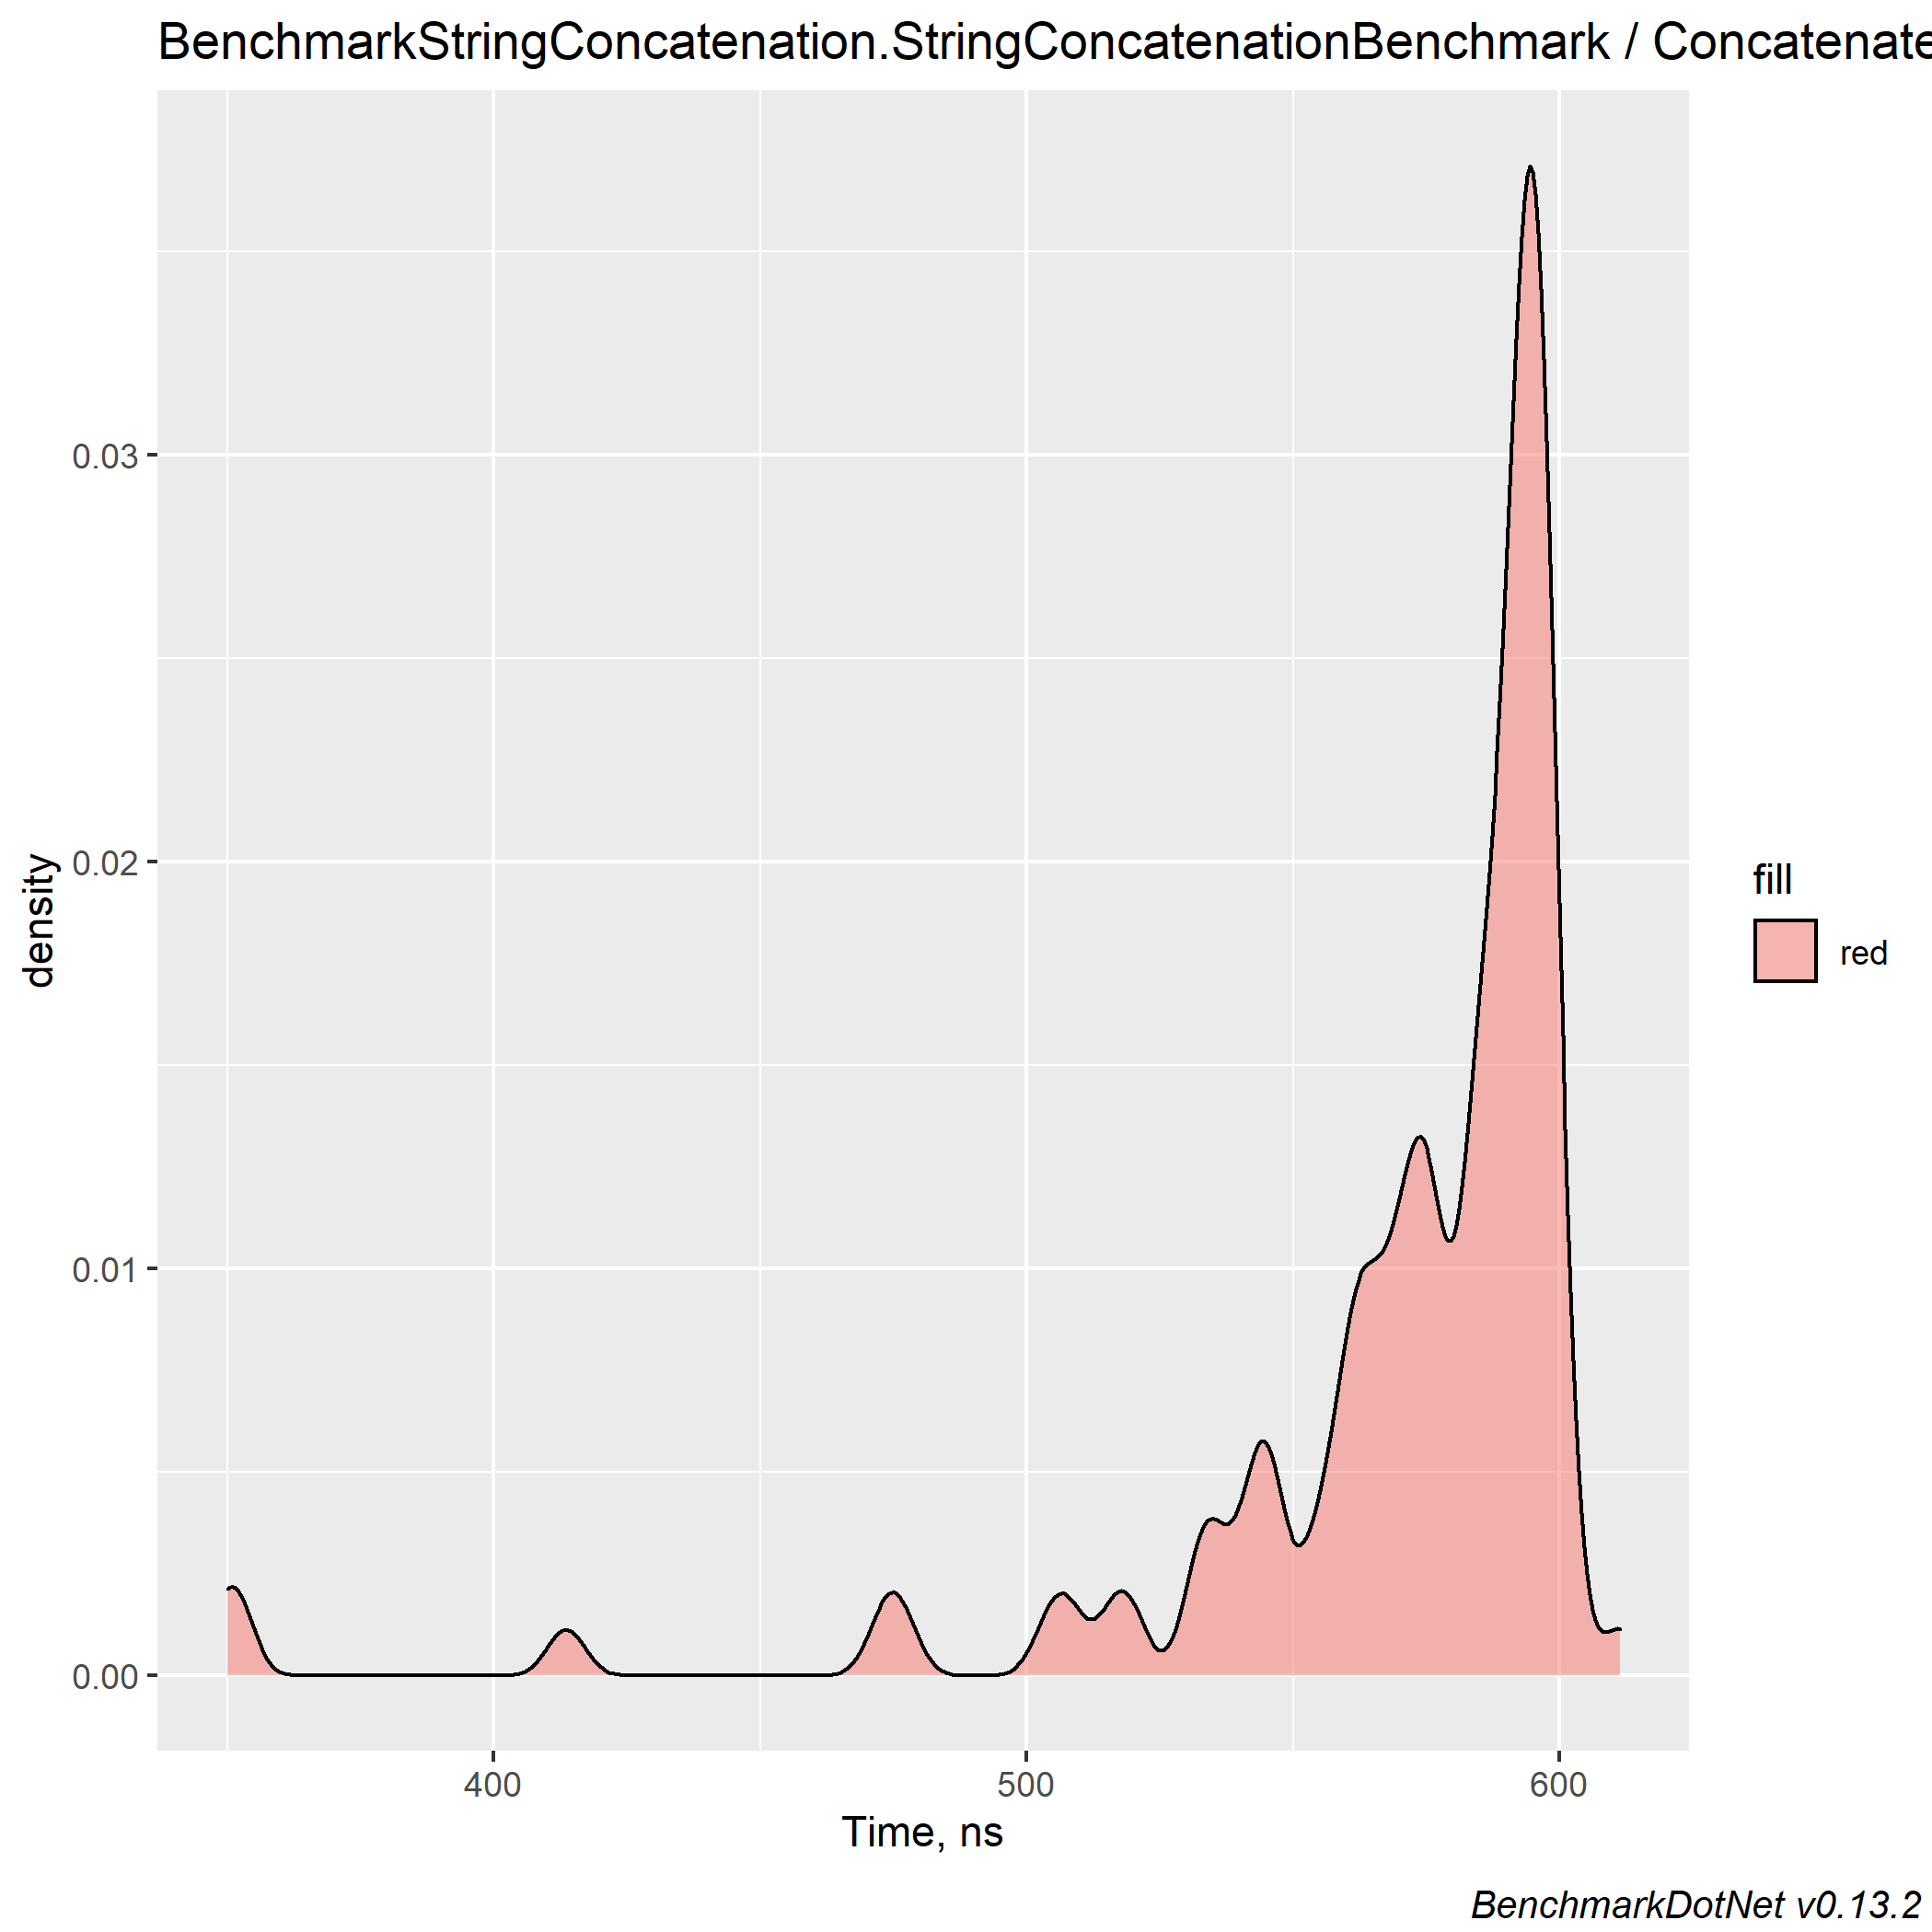 BenchmarkStringConcatenation.StringConcatenationBenchmark / Concatenate
density
0.03
0.02
0.01
0.00
400 500 600
Time, ns
fill
red
BenchmarkDotNet v0.13.2